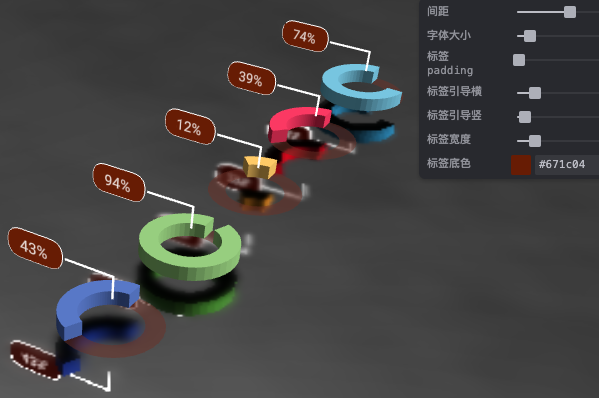 74%
39%
12%
94%
43%
间距
字体大小
标签
padding
标签引导横
标签引导竖
标签宽度
标签底色
#671c04